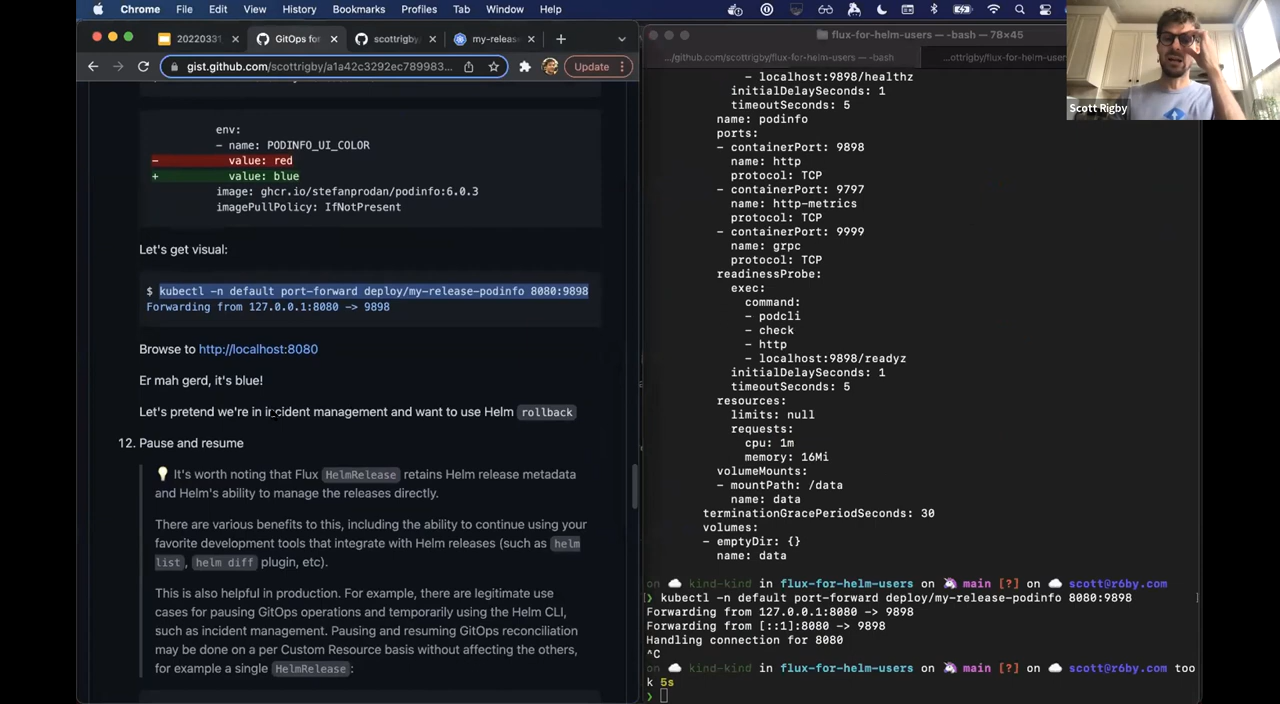 Chrome File Edit View History Bookmarks Profiles Tab Window Help
20220331
GitOps for
scottrigby/
my-releas
gist.github.com/scottrigby/a1a42c3292ec789983...
Update
env:
- name: PODINFO_UI_COLOR
- value: red
+ value: blue
image: ghcr.io/stefanprodan/podinfo:6.0.3
imagePullPolicy: IfNotPresent
Let's get visual:
$ kubectl -n default port-forward deploy/my-release-podinfo 8080:9898
Forwarding from 127.0.0.1:8080 -> 9898
Browse to http://localhost:8080
Er mah gerd, it's blue!
Let's pretend we're in incident management and want to use Helm rollback
12. Pause and resume
💡 It's worth noting that Flux HelmRelease retains Helm release metadata
and Helm's ability to manage the releases directly.
There are various benefits to this, including the ability to continue using your
favorite development tools that integrate with Helm releases (such as helm
list, helm diff plugin, etc).
This is also helpful in production. For example, there are legitimate use
cases for pausing GitOps operations and temporarily using the Helm CLI,
such as incident management. Pausing and resuming GitOps reconciliation
may be done on a per Custom Resource basis without affecting the others,
for example a single HelmRelease:
flux-for-helm-users — -bash — 78×45
.../github.com/scottrigby/flux-for-helm-users — -bash
...ottrigby/flux-for-helm-users —
- localhost:9898/healthz
initialDelaySeconds: 1
timeoutSeconds: 5
name: podinfo
ports:
- containerPort: 9898
name: http
protocol: TCP
- containerPort: 9797
name: http-metrics
protocol: TCP
- containerPort: 9999
name: grpc
protocol: TCP
readinessProbe:
exec:
command:
- podcli
- check
- http
- localhost:9898/readyz
initialDelaySeconds: 1
timeoutSeconds: 5
resources:
limits: null
requests:
cpu: 1m
memory: 16Mi
volumeMounts:
- mountPath: /data
name: data
terminationGracePeriodSeconds: 30
volumes:
- emptyDir: {}
name: data
on ☁️ kind-kind in flux-for-helm-users on 🦄 main [?] on ☁️ scott@r6by.com
❯ kubectl -n default port-forward deploy/my-release-podinfo 8080:9898
Forwarding from 127.0.0.1:8080 -> 9898
Forwarding from [::1]:8080 -> 9898
Handling connection for 8080
^C
on ☁️ kind-kind in flux-for-helm-users on 🦄 main [?] on ☁️ scott@r6by.com too
k 5s
❯
Scott Rigby